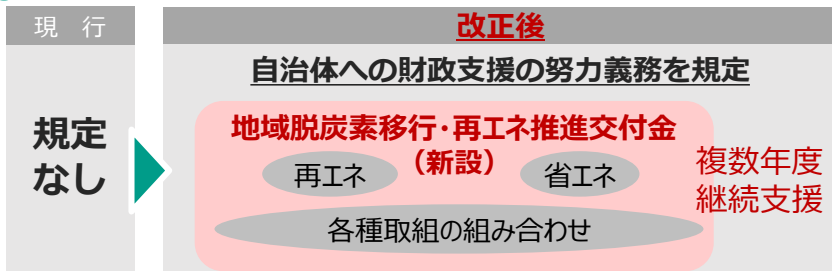 現 行
改正後
規定
なし
自治体への財政支援の努力義務を規定
地域脱炭素移行・再エネ推進交付金
（新設）
再エネ
省エネ
各種取組の組み合わせ
複数年度
継続支援